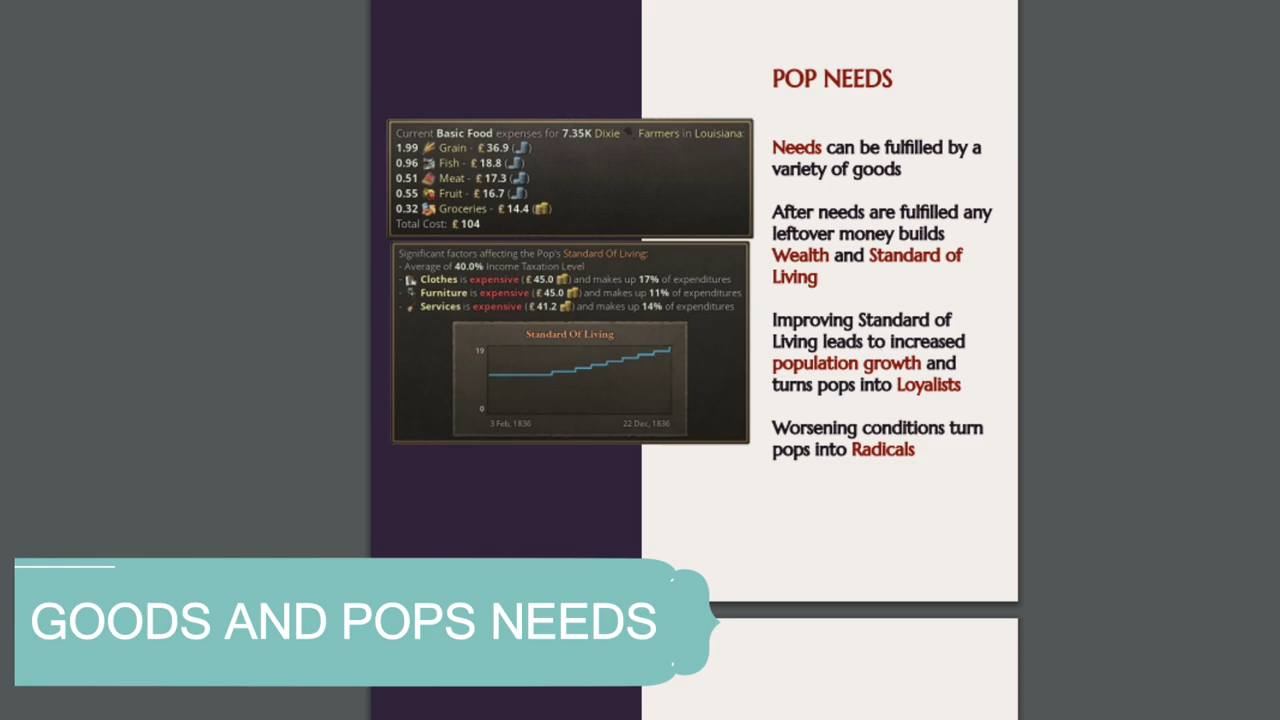 POP NEEDS
Current Basic Food expenses for 7.35K Dixie Farmers in Louisiana:
1.99 Grain - £36.9 ()
0.96 Fish - £18.8 ()
0.51 Meat - £17.3 ()
0.55 Fruit - £16.7 ()
0.32 Groceries - £14.4 ()
Total Cost: £104
Significant factors affecting the Pop's Standard Of Living:
- Average of 40.0% Income Taxation Level
- Clothes is expensive (£45.0) and makes up 17% of expenditures
- Furniture is expensive (£45.0) and makes up 11% of expenditures
- Services is expensive (£41.2) and makes up 14% of expenditures
Standard Of Living
19
0
3 Feb, 1836 22 Dec, 1836
Needs can be fulfilled by a
variety of goods
After needs are fulfilled any
leftover money builds
Wealth and Standard of
Living
Improving Standard of
Living leads to increased
population growth and
turns pops into Loyalists
Worsening conditions turn
pops into Radicals
GOODS AND POPS NEEDS